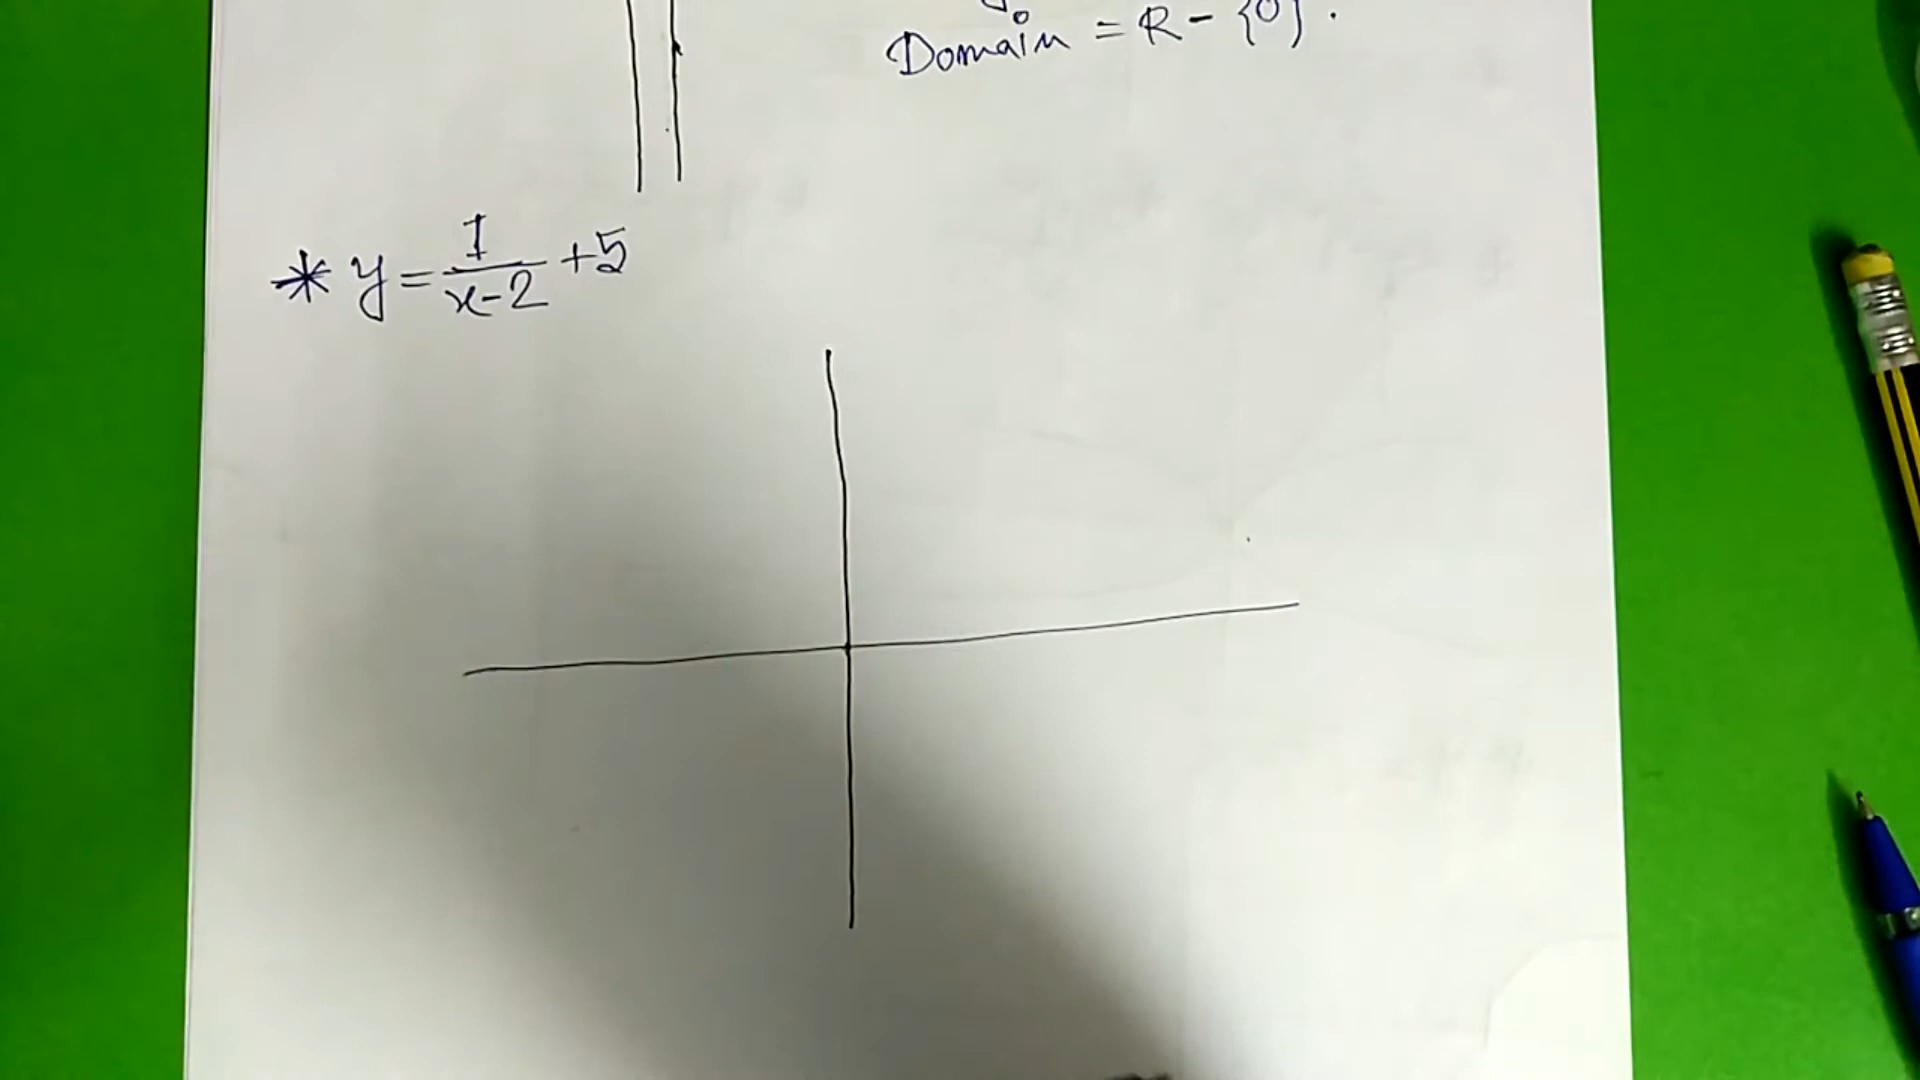 Domain = R - {0}.
* y = 1/(x-2) + 5